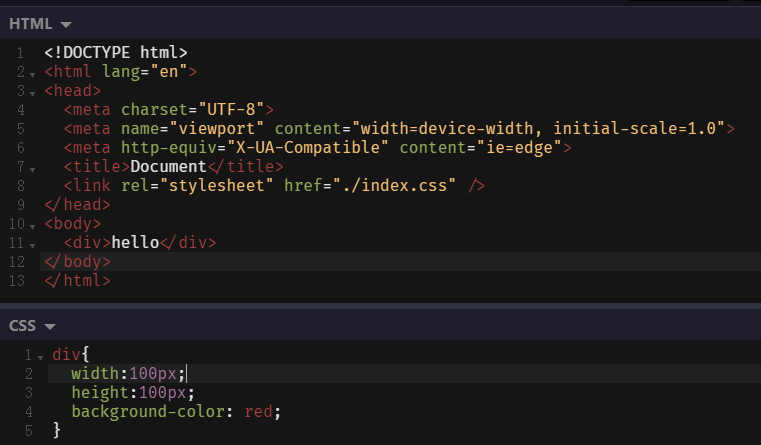 HTML
1 <!DOCTYPE html>
2 <html lang="en">
3 <head>
4   <meta charset="UTF-8">
5   <meta name="viewport" content="width=device-width, initial-scale=1.0">
6   <meta http-equiv="X-UA-Compatible" content="ie=edge">
7   <title>Document</title>
8   <link rel="stylesheet" href="./index.css" />
9 </head>
10 <body>
11   <div>hello</div>
12 </body>
13 </html>
CSS
1 div{
2   width:100px;
3   height:100px;
4   background-color: red;
5 }